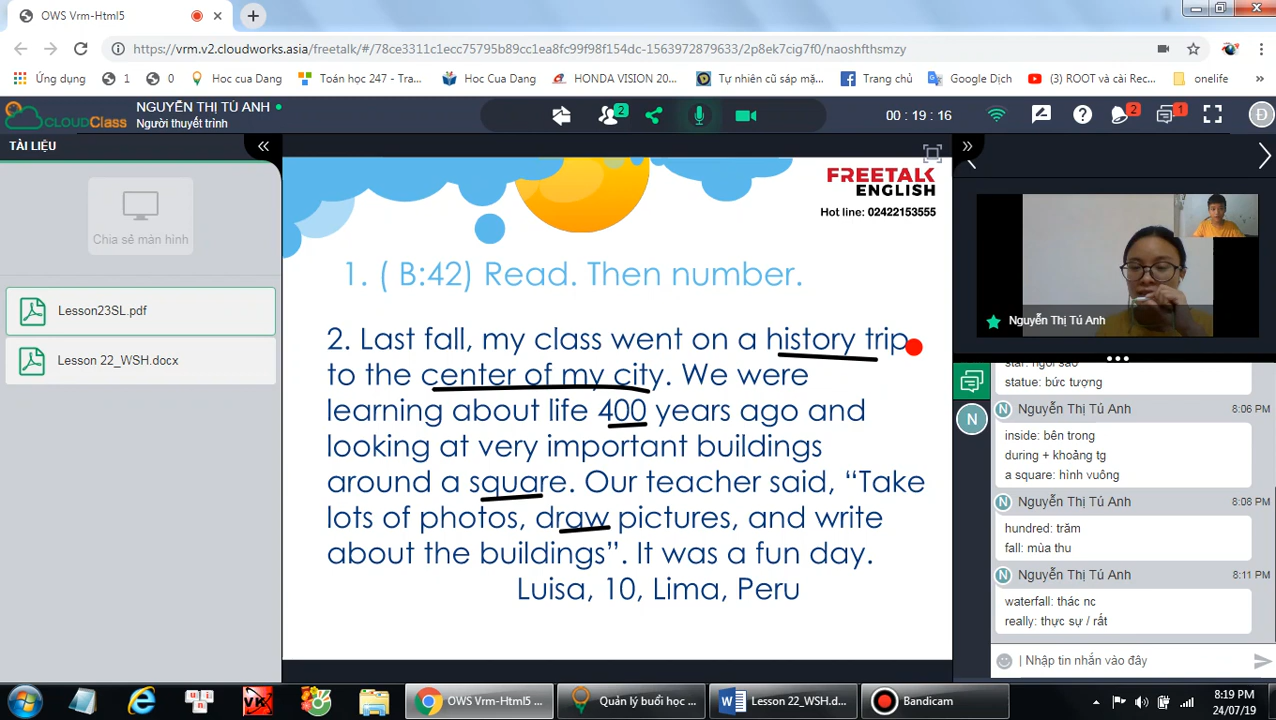 OWS Vrm-Html5
https://vrm.v2.cloudworks.asia/freetalk/#/78ce3311c1ecc75795b89cc1ea8fc99f98f154dc-1563972879633/2p8ek7cig7f0/naoshfthsmzy
Ứng dụng 1 0 Hoc cua Dang Toán học 247 - Tra... Học Cua Dang HONDA VISION 20... Tự nhiên cũ sáp mặ... Trang chủ Google Dịch (3) ROOT và cài Rec... onelife »
CLOUDClass
NGUYỄN THỊ TÚ ANH
Người thuyết trình
2
00 : 19 : 16
2
1
Đ
TÀI LIỆU
Chia sẻ màn hình
Lesson23SL.pdf
Lesson 22_WSH.docx
FREETALK
ENGLISH
Hot line: 02422153555
1. ( B:42) Read. Then number.
2. Last fall, my class went on a history trip
to the center of my city. We were
learning about life 400 years ago and
looking at very important buildings
around a square. Our teacher said, “Take
lots of photos, draw pictures, and write
about the buildings”. It was a fun day.
Luisa, 10, Lima, Peru
Nguyễn Thị Tú Anh
star: ngôi sao
statue: bức tượng
N Nguyễn Thị Tú Anh 8:06 PM
inside: bên trong
during + khoảng tg
a square: hình vuông
N Nguyễn Thị Tú Anh 8:08 PM
hundred: trăm
fall: mùa thu
N Nguyễn Thị Tú Anh 8:11 PM
waterfall: thác nc
really: thực sự / rất
N
Nhập tin nhắn vào đây
OWS Vrm-Html5 ...
Quản lý buổi học ...
Lesson 22_WSH.d...
Bandicam
8:19 PM
24/07/19